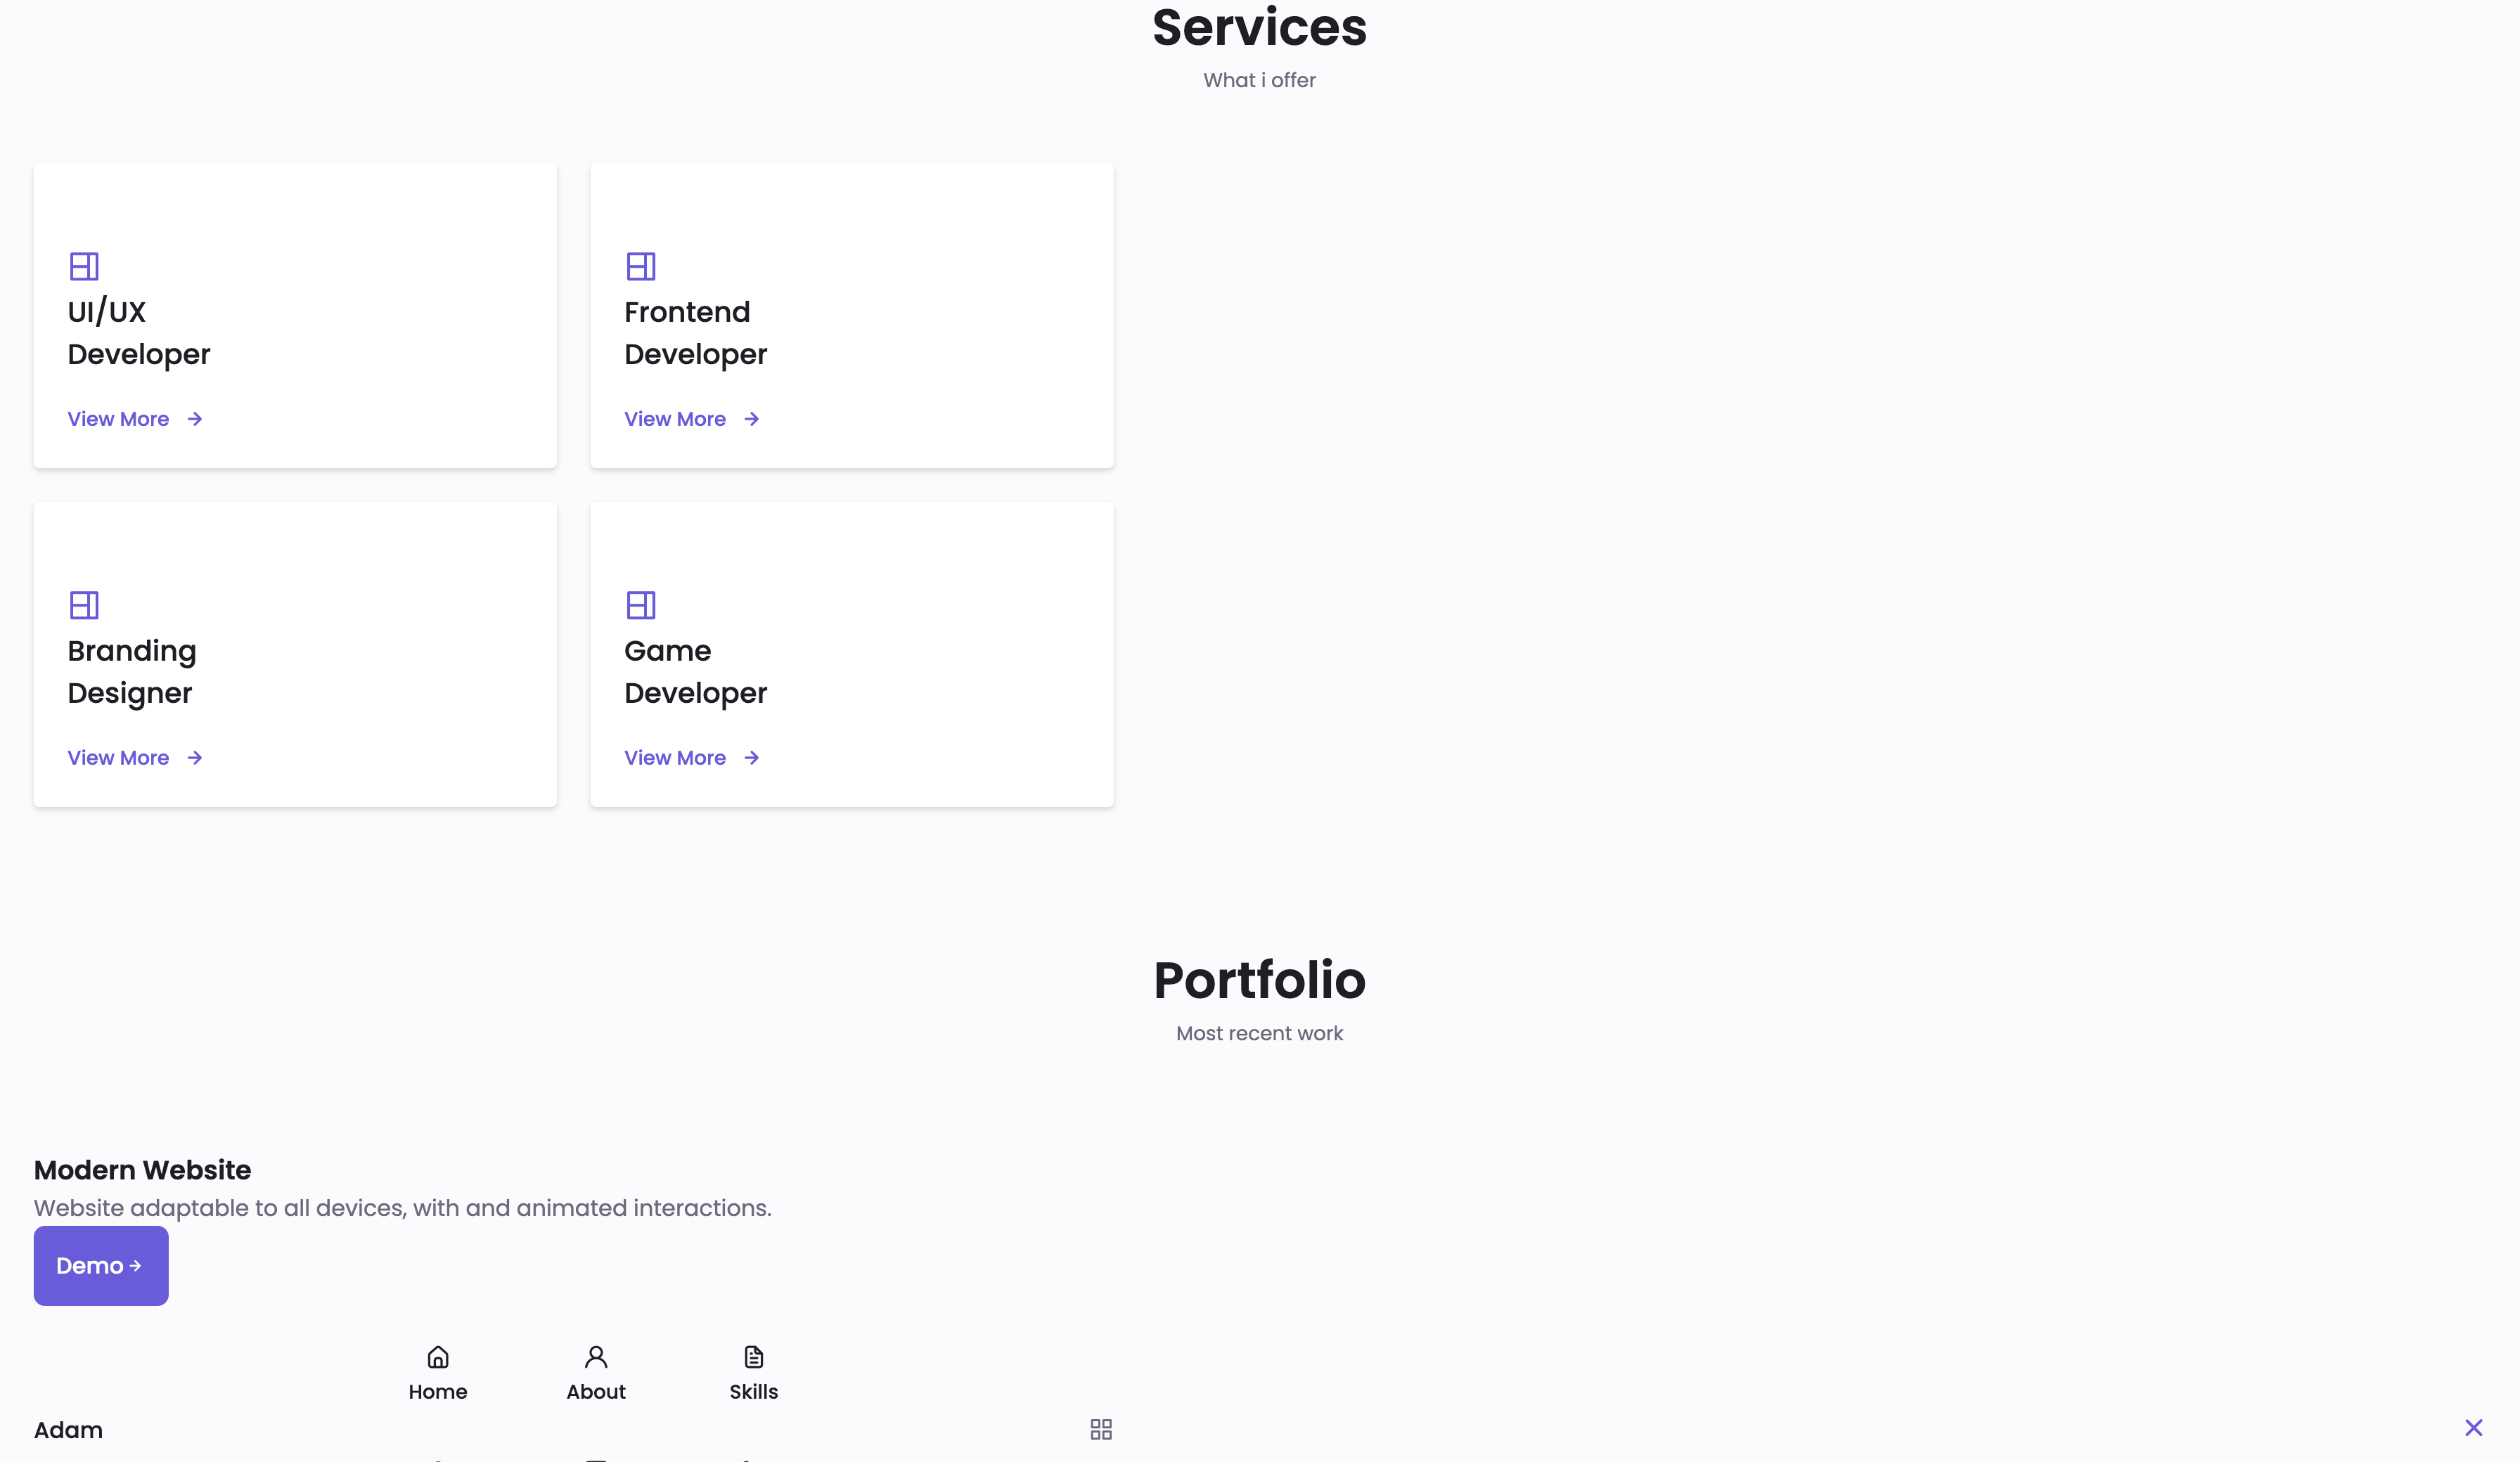 Services
What i offer
UI/UX
Developer
View More
Frontend
Developer
View More
Branding
Designer
View More
Game
Developer
View More
Portfolio
Most recent work
Modern Website
Website adaptable to all devices, with and animated interactions.
Demo
Home
About
Skills
Adam